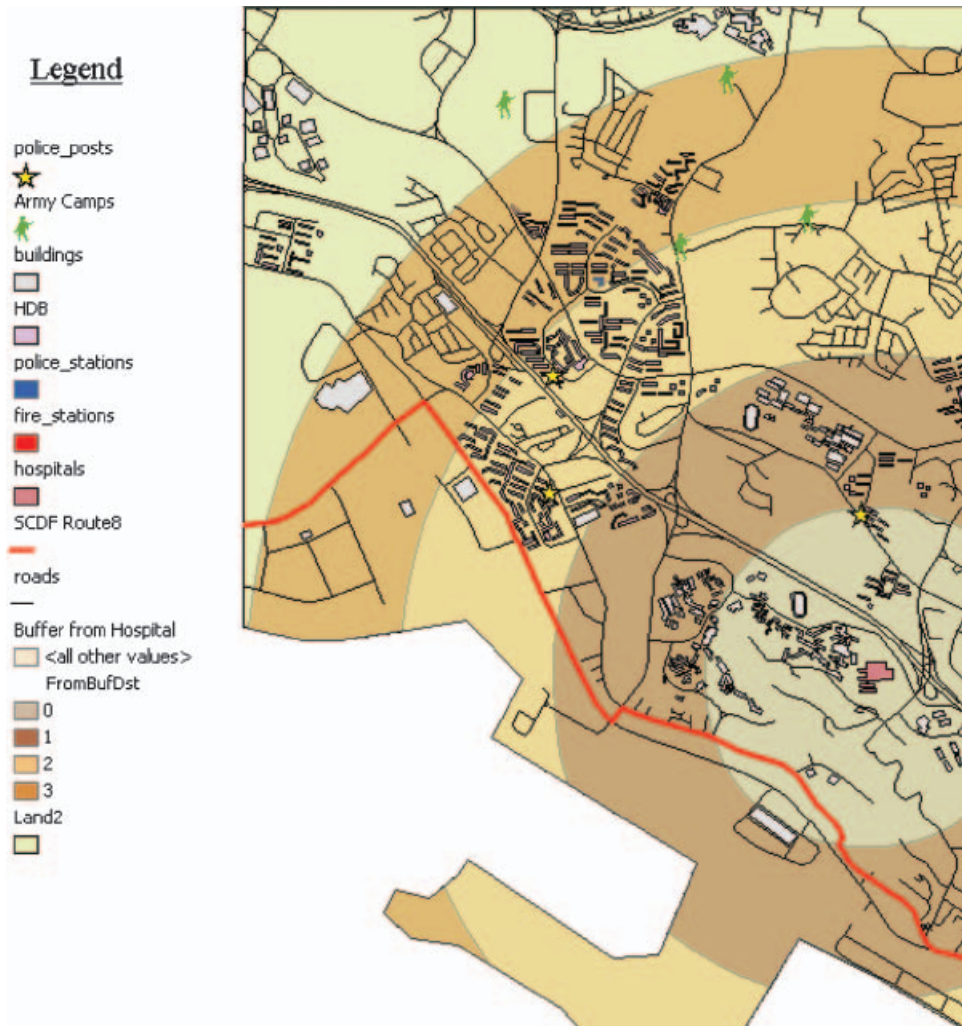 Legend
police_posts
Army Camps
buildings
HDB
police_stations
fire_stations
hospitals
SCDF Route8
roads
Buffer from Hospital
<all other values>
FromBufDst
0
1
2
3
Land2